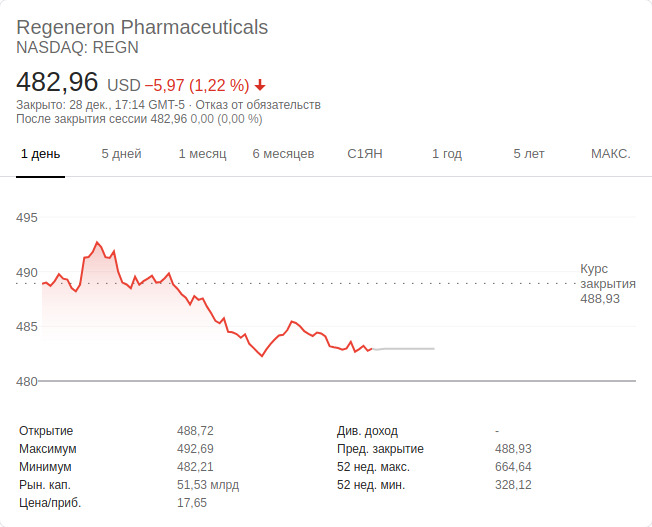 Regeneron Pharmaceuticals
NASDAQ: REGN
482,96 USD −5,97 (1,22 %)
Закрыто: 28 дек., 17:14 GMT-5 · Отказ от обязательств
После закрытия сессии 482,96 0,00 (0,00 %)
1 день 5 дней 1 месяц 6 месяцев С1ЯН 1 год 5 лет МАКС.
495
490
Курс
закрытия
488,93
485
480
Открытие 488,72 Див. доход -
Максимум 492,69 Пред. закрытие 488,93
Минимум 482,21 52 нед. макс. 664,64
Рын. кап. 51,53 млрд 52 нед. мин. 328,12
Цена/приб. 17,65